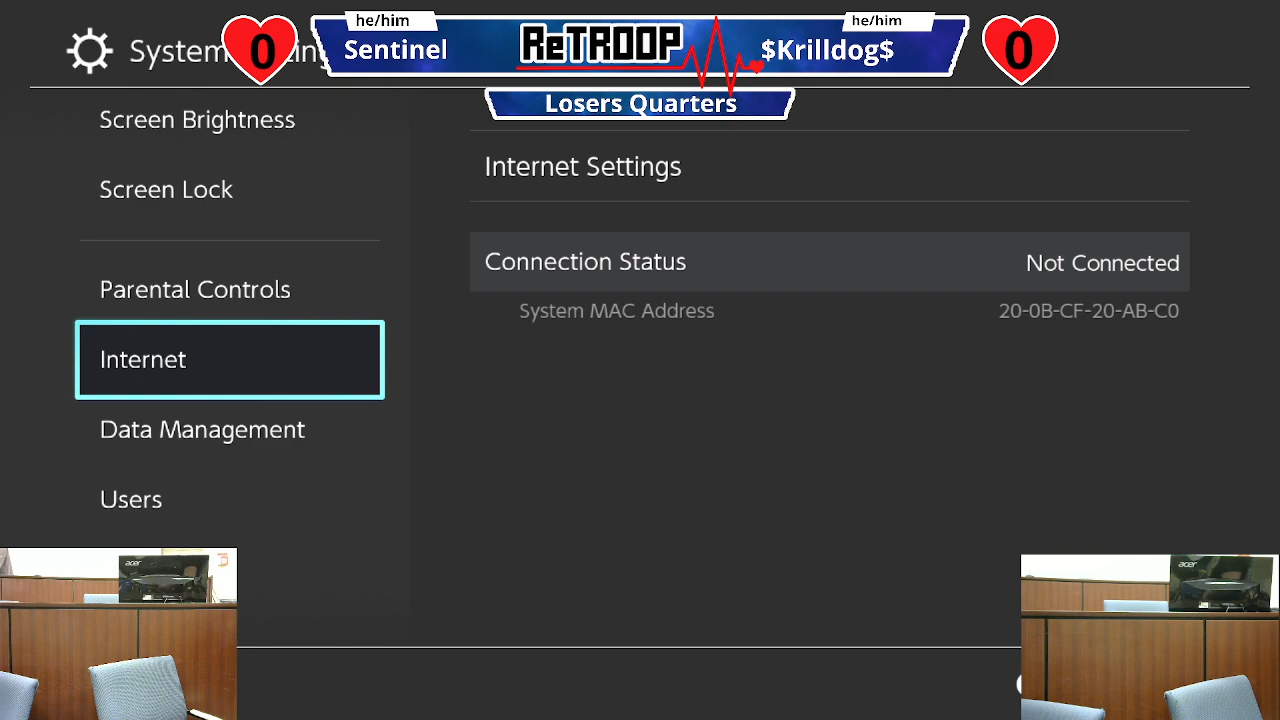 he/him
he/him
System
0
Sentinel
ReTROOP
$Krilldog$
0
Losers Quarters
Screen Brightness
Screen Lock
Parental Controls
Internet
Data Management
Users
Internet Settings
Connection Status
Not Connected
System MAC Address
20-0B-CF-20-AB-C0
acer
acer